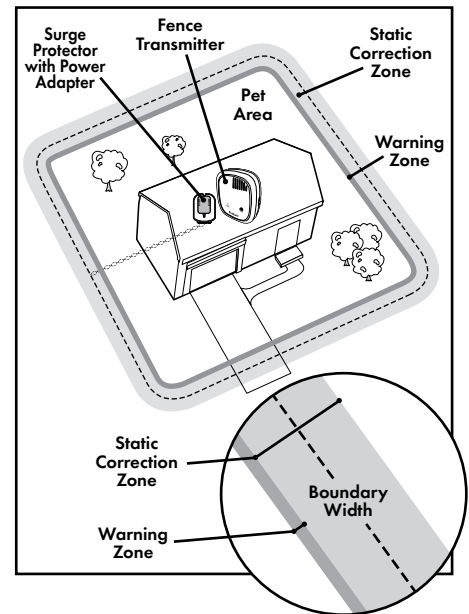 Surge
Protector
with Power
Adapter
Fence
Transmitter
Static
Correction
Zone
Pet
Area
Warning
Zone
Static
Correction
Zone
Boundary
Width
Warning
Zone